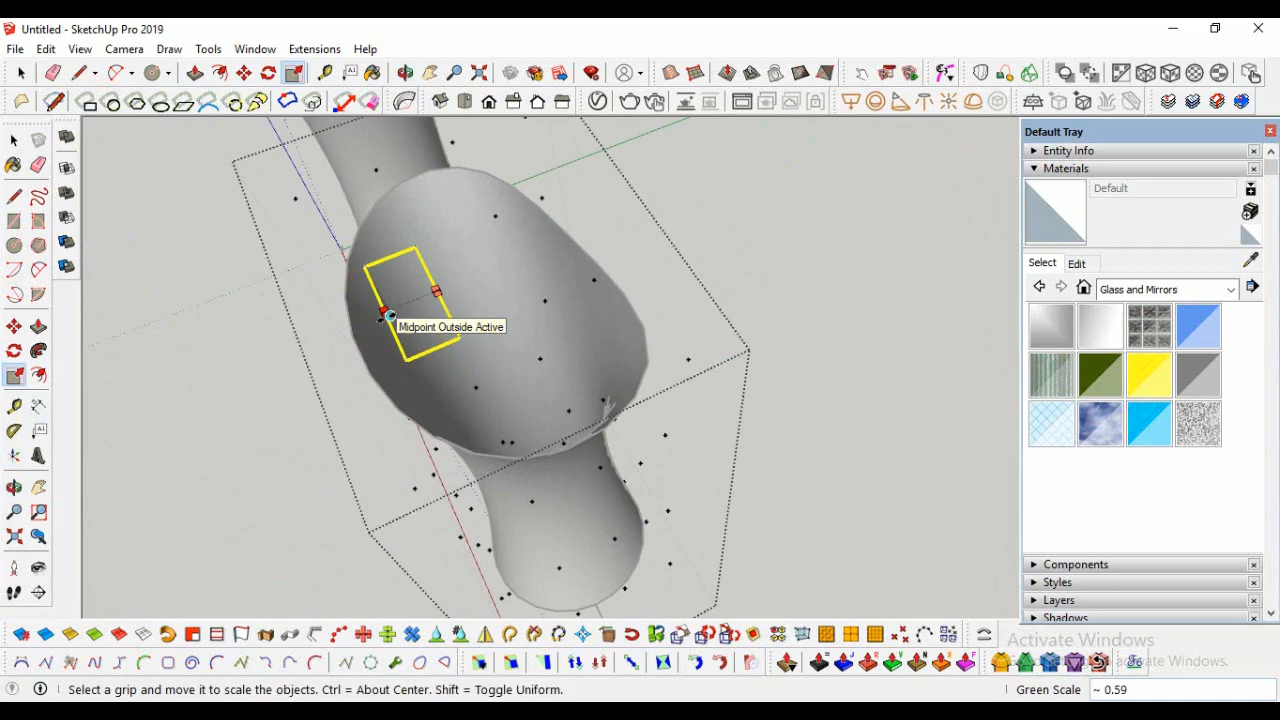 Untitled - SketchUp Pro 2019
File Edit View Camera Draw Tools Window Extensions Help
Default Tray
Entity Info
Materials
Default
Select Edit
Glass and Mirrors
Midpoint Outside Active
Components
Styles
Layers
Shadows
Activate Windows
Select a grip and move it to scale the objects. Ctrl = About Center. Shift = Toggle Uniform.
Green Scale ~ 0.59